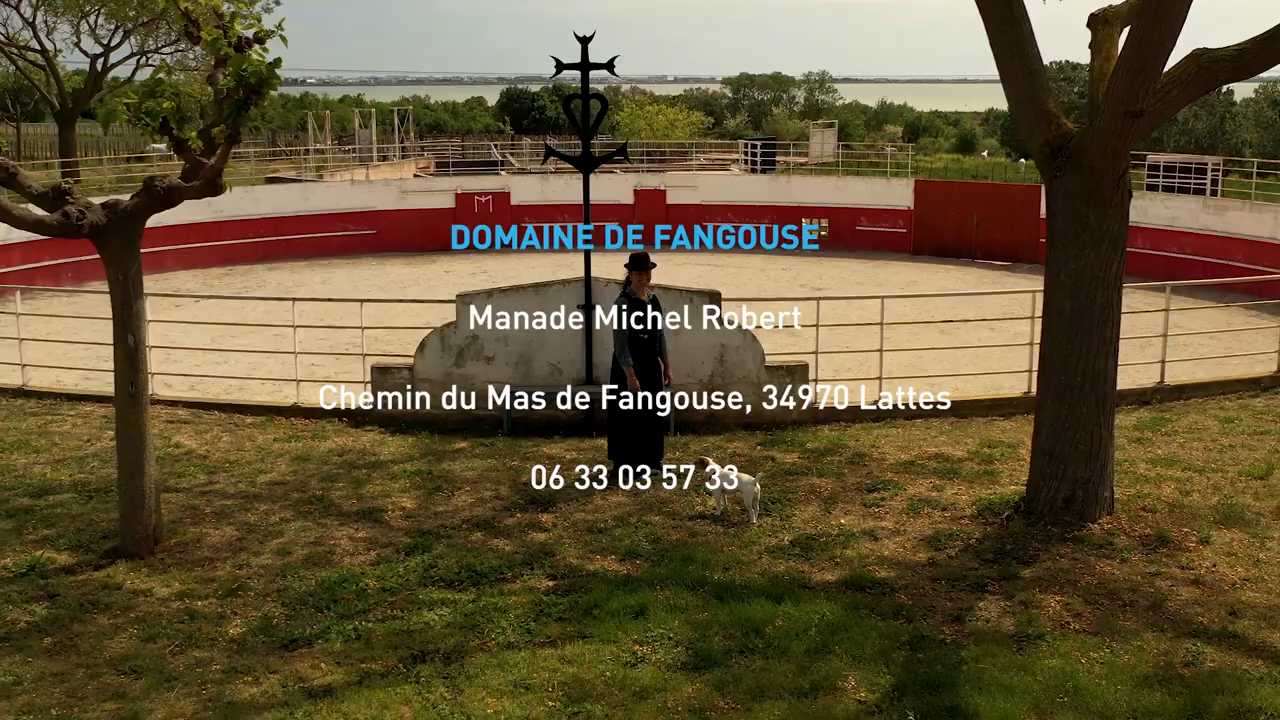 DOMAINE DE FANGOUSE
Manade Michel Robert
Chemin du Mas de Fangouse, 34970 Lattes
06 33 03 57 33